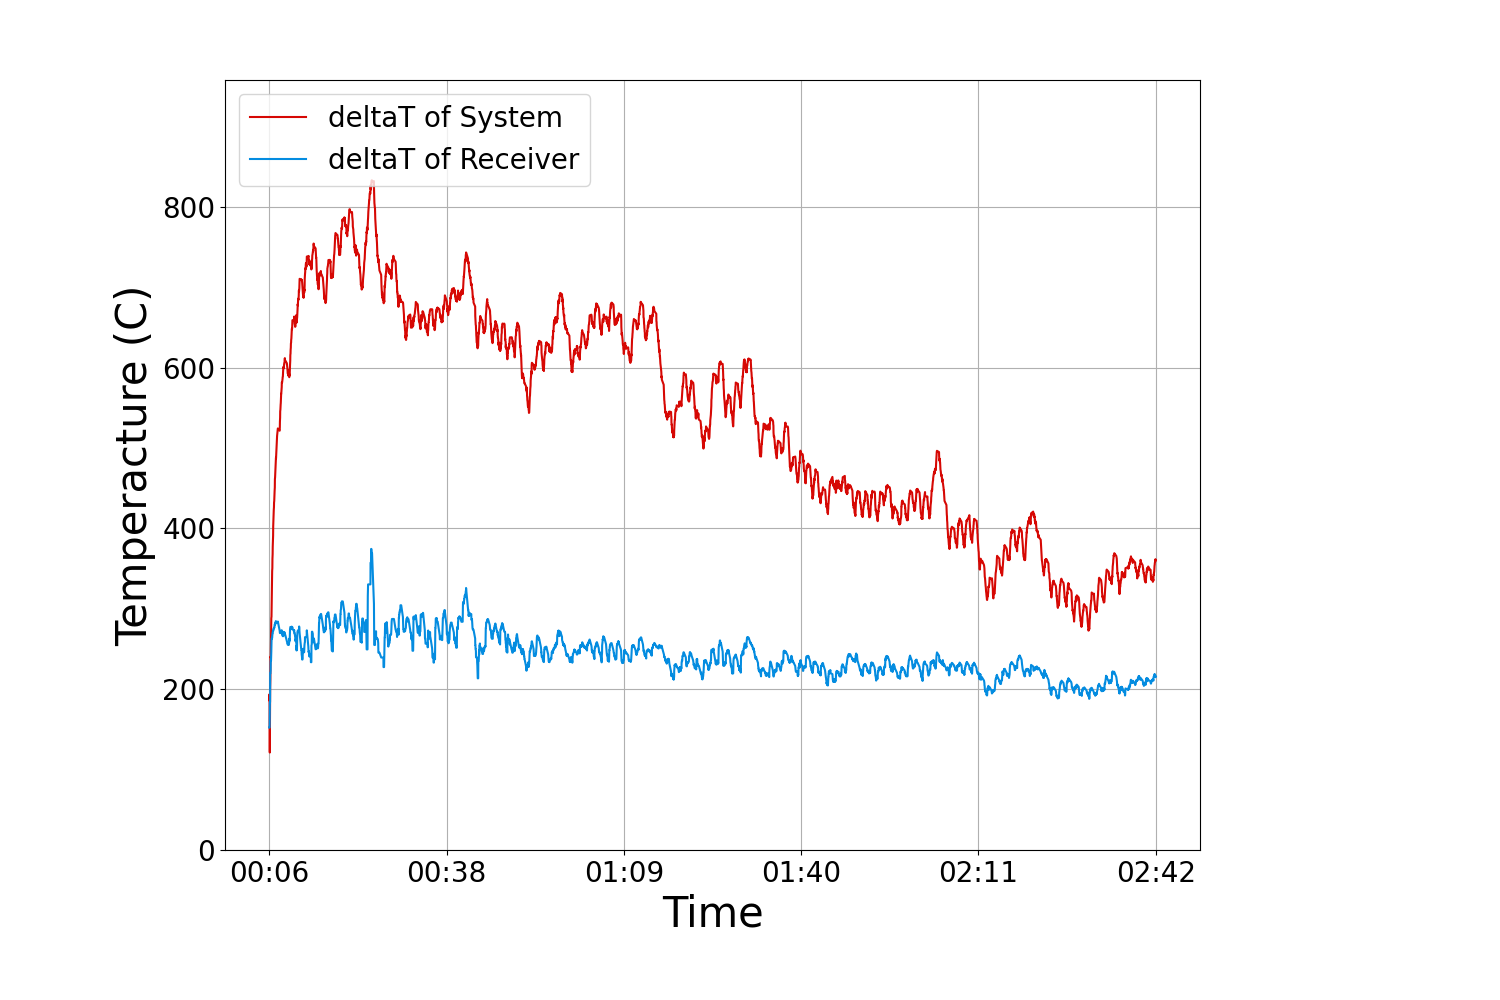 deltaT of System
deltaT of Receiver
Temperacture (C)
800
600
400
200
0
00:06 00:38 01:09 01:40 02:11 02:42
Time